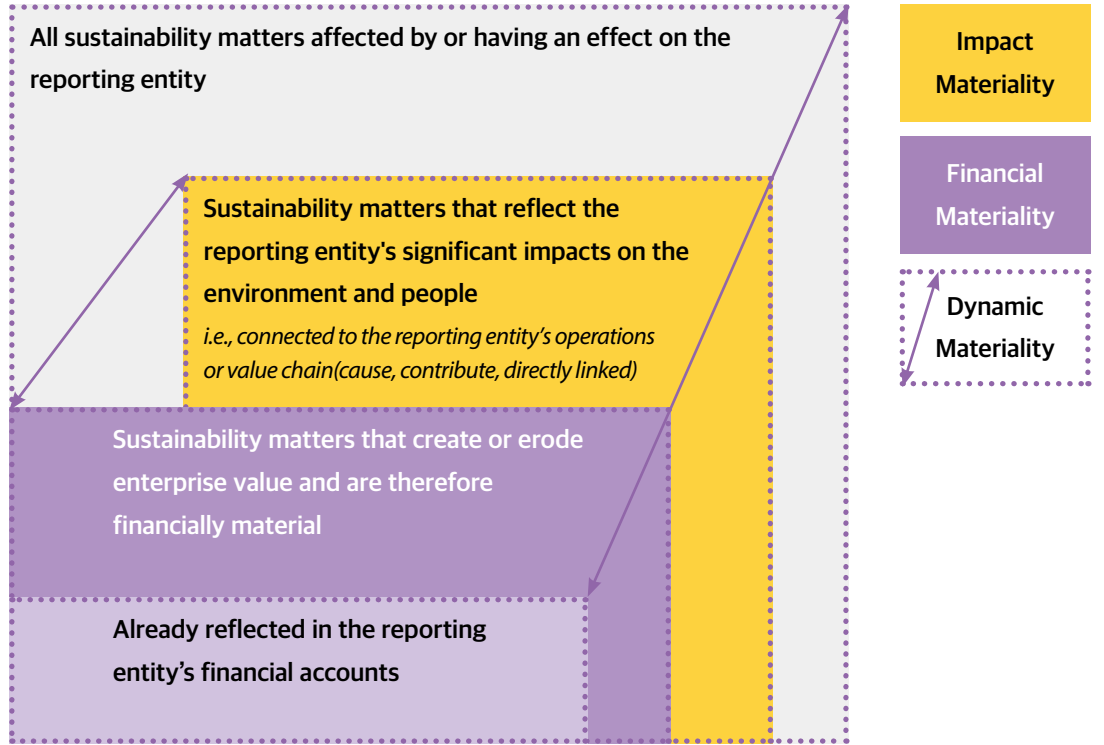 All sustainability matters affected by or having an effect on the
reporting entity
Sustainability matters that reflect the
reporting entity's significant impacts on the
environment and people
i.e., connected to the reporting entity’s operations
or value chain(cause, contribute, directly linked)
Sustainability matters that create or erode
enterprise value and are therefore
financially material
Already reflected in the reporting
entity’s financial accounts
Impact
Materiality
Financial
Materiality
Dynamic
Materiality